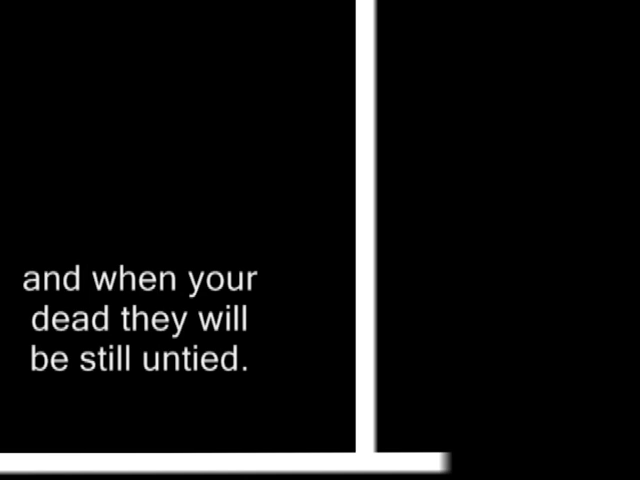 and when your
dead they will
be still untied.